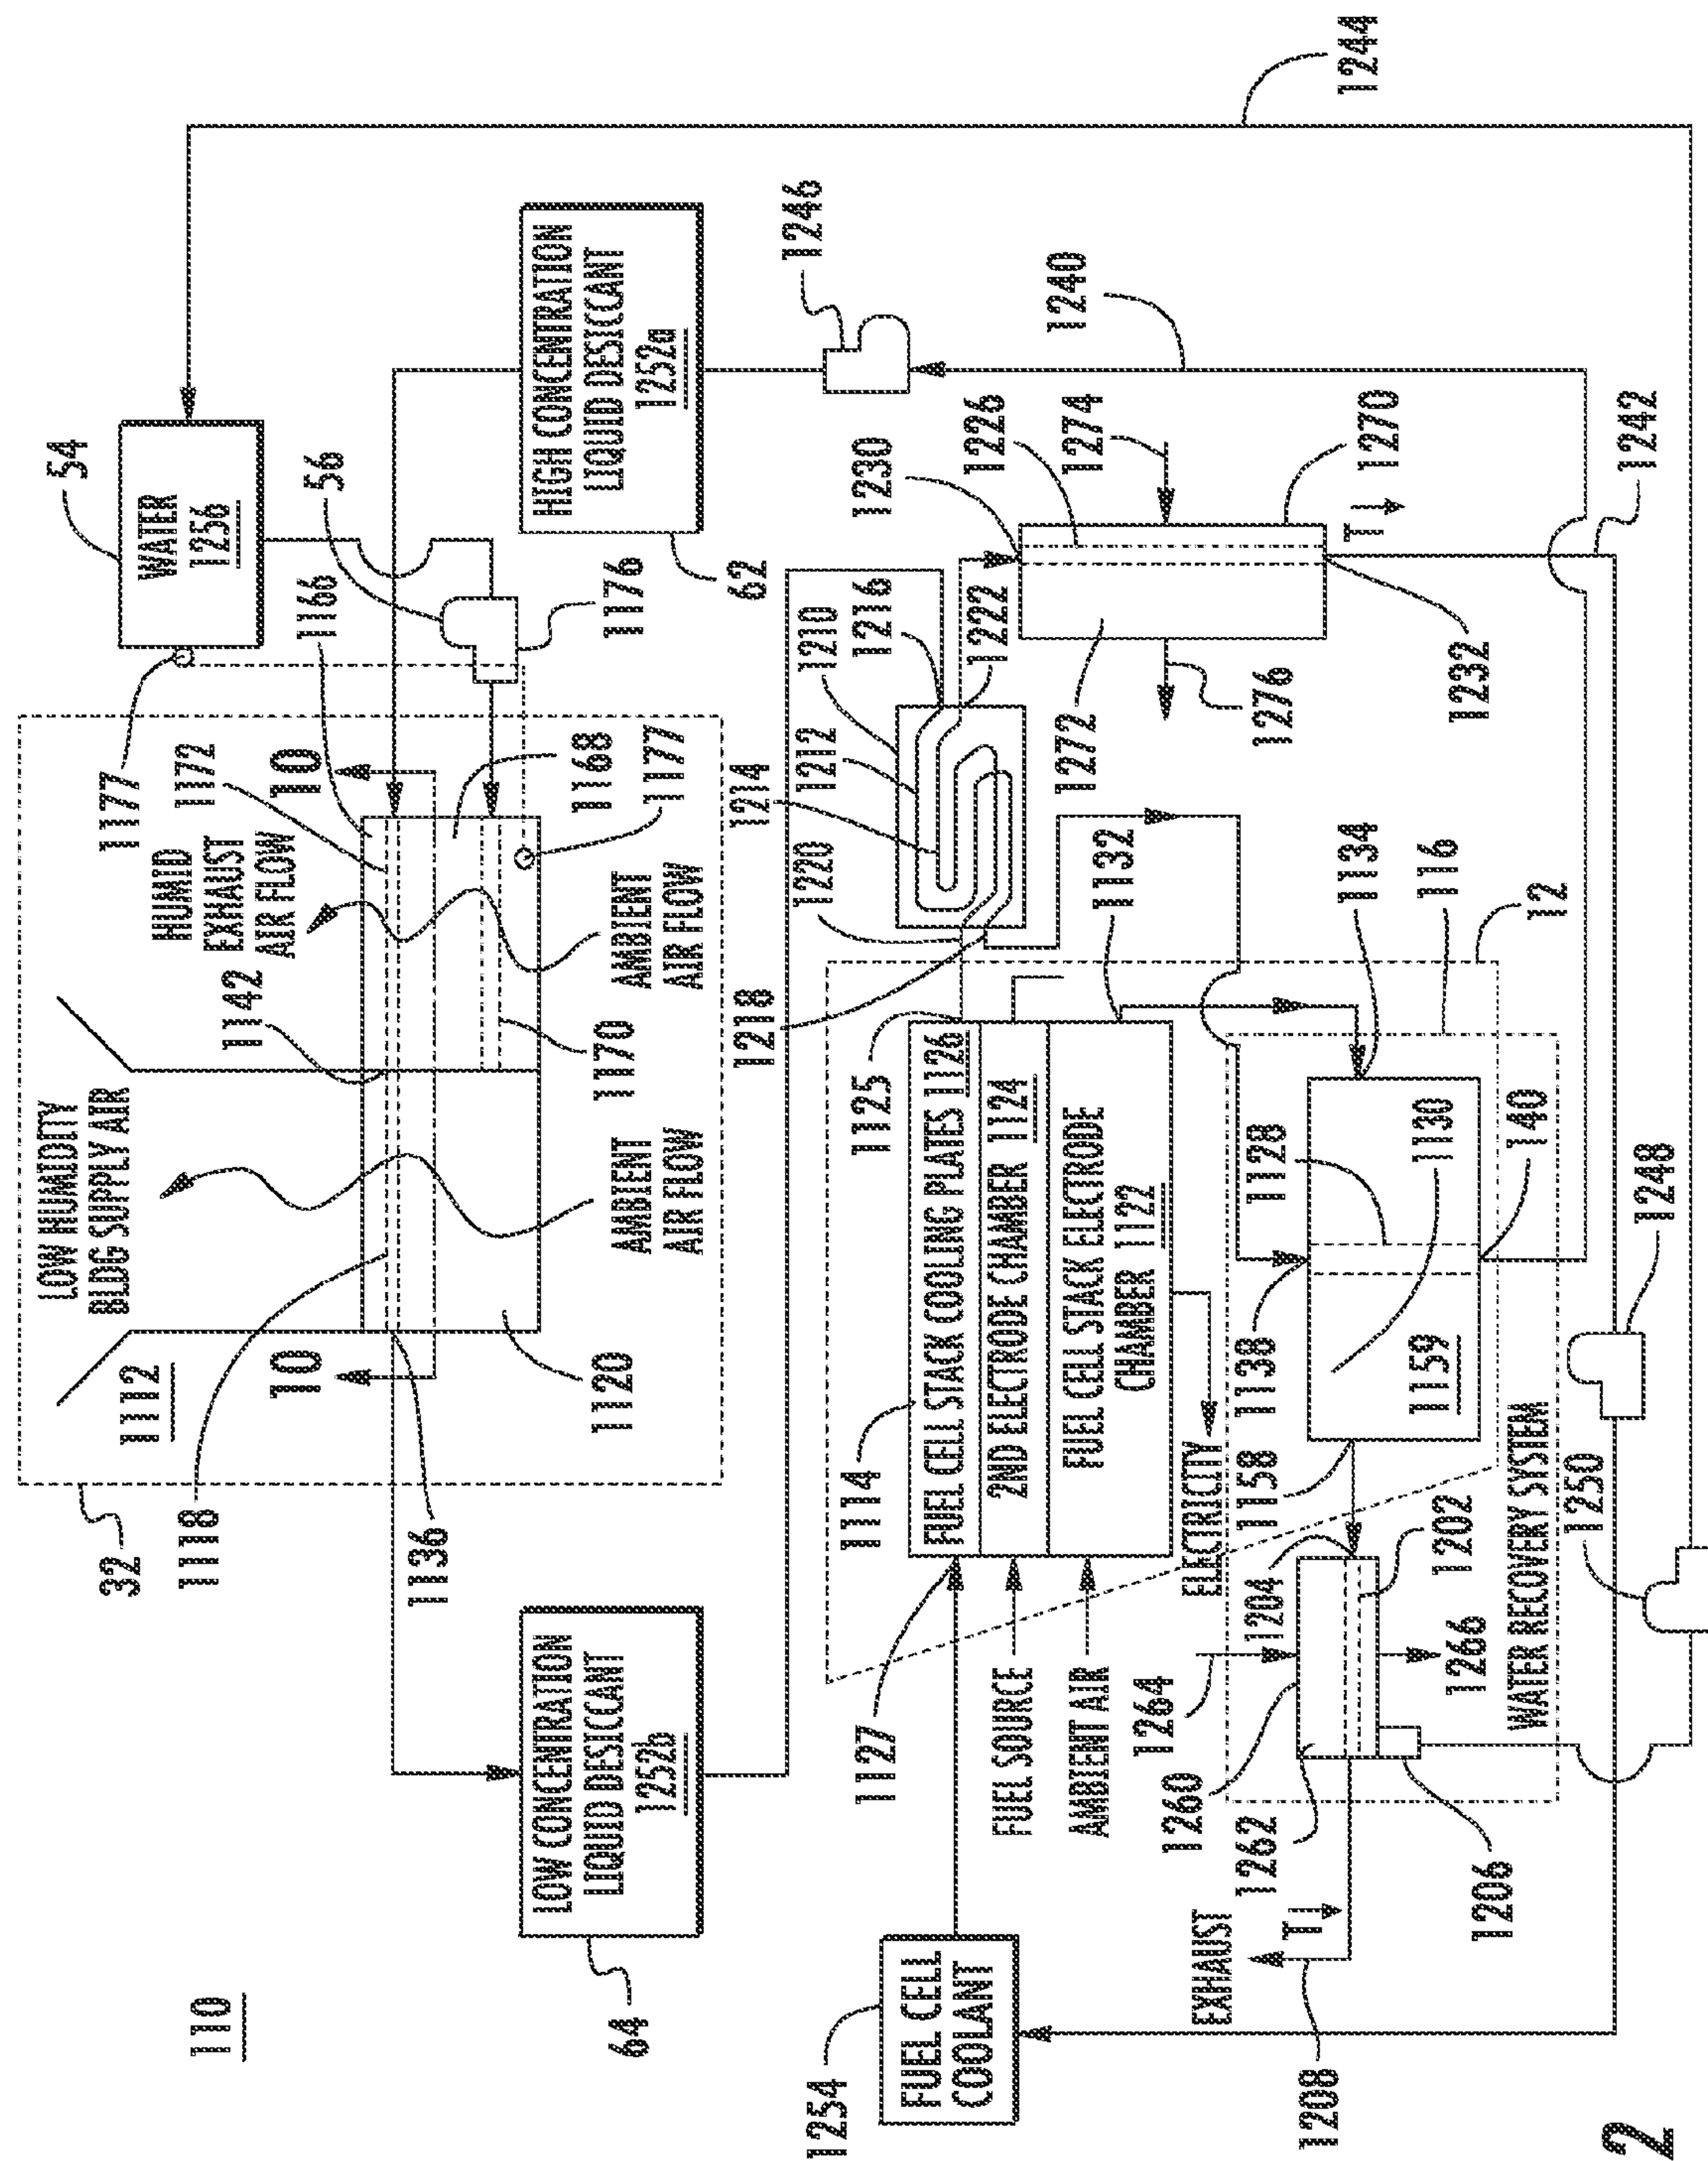 110
1112
32
LOW HUMIDITY
BLDG SUPPLY AIR
1142
HUMID
EXHAUST
AIR FLOW
1177
1172
10
1166
54
WATER
1256
56
1176
1168
1177
AMBIENT
AIR FLOW
1170
AMBIENT
AIR FLOW
1118
10
1120
1136
64
LOW CONCENTRATION
LIQUID DESICCANT
1252b
62
HIGH CONCENTRATION
LIQUID DESICCANT
1252a
1246
1244
1240
1254
FUEL CELL
COOLANT
1127
1114
1125
1218
1220
1214
1212
1210
1216
1222
1230
1226
1274
1270
T
1242
1232
1276
1272
FUEL CELL STACK COOLING PLATES 1126
2ND ELECTRODE CHAMBER 1124
FUEL CELL STACK ELECTRODE
CHAMBER 1122
FUEL SOURCE
AMBIENT AIR
ELECTRICITY
1132
1134
116
12
1128
1130
140
1138
1159
1158
1204
1202
1264
1260
1262
1266
1206
WATER RECOVERY SYSTEM
EXHAUST
T
1208
1250
1248
2